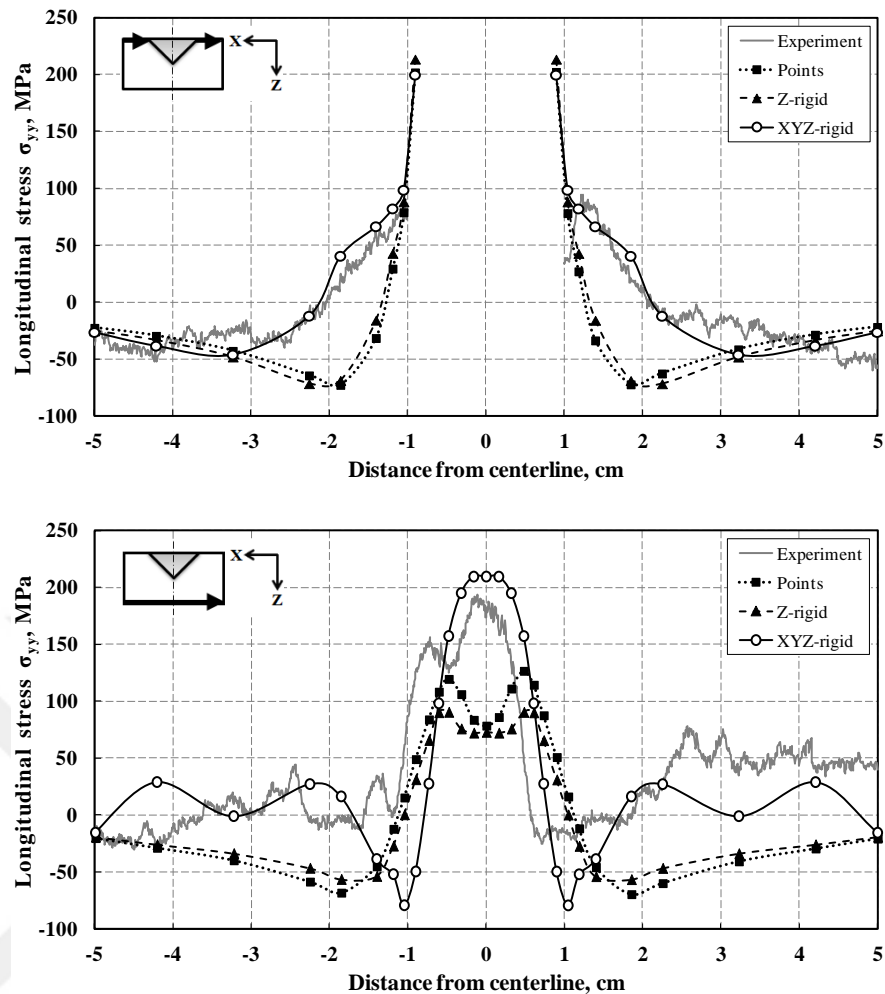 250
200
150
100
50
0
-50
-100
Longitudinal stress σyy, MPa
X
Z
Experiment
Points
Z-rigid
XYZ-rigid
-5 -4 -3 -2 -1 0 1 2 3 4 5
Distance from centerline, cm
250
200
150
100
50
0
-50
-100
Longitudinal stress σyy, MPa
X
Z
Experiment
Points
Z-rigid
XYZ-rigid
-5 -4 -3 -2 -1 0 1 2 3 4 5
Distance from centerline, cm